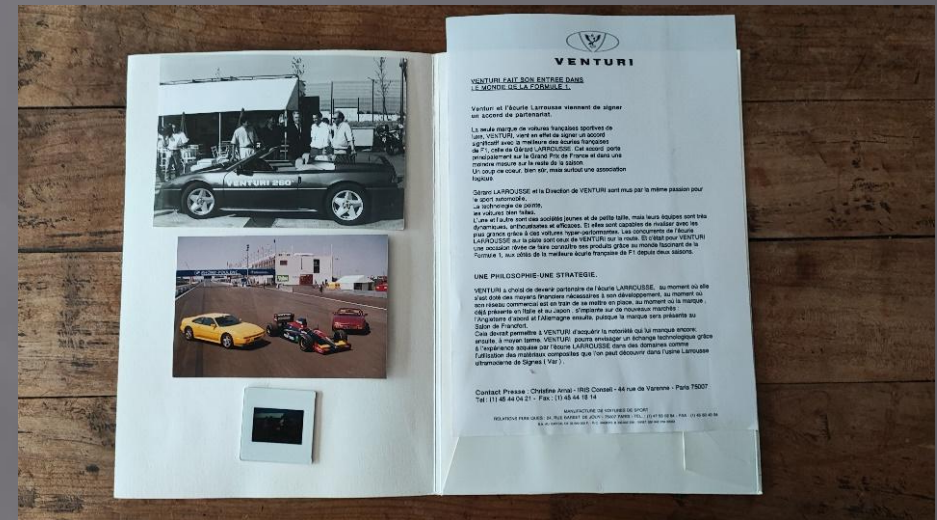 VENTURI 260
VENTURI
VENTURI FAIT SON ENTREE DANS
LE MONDE DE LA FORMULE 1.
Venturi et l'écurie Larrousse viennent de signer
un accord de partenariat.
La seule marque de voitures françaises sportives de
luxe, VENTURI, vient en effet de signer un accord
significatif avec la meilleure des écuries françaises
de F1, celle de Gérard LARROUSSE. Cet accord porte
principalement sur le Grand Prix de France et dans une
moindre mesure sur le reste de la saison.
Un coup de coeur, bien sûr, mais surtout une association
logique.
Gérard LARROUSSE et la Direction de VENTURI sont mus par la même passion pour
le sport automobile.
La technologie de pointe,
les voitures bien faites.
L'une et l'autre sont des sociétés jeunes et de petite taille, mais leurs équipes sont très
dynamiques, enthousiastes et efficaces. Et elles sont capables de rivaliser avec les
plus grands grâce à des voitures hyper-performantes. Les concurrents de l'écurie
LARROUSSE sur la piste sont ceux de VENTURI sur la route. Et c'était pour VENTURI
une occasion rêvée de faire connaître ses produits grâce au monde fascinant de la
Formule 1, aux côtés de la meilleure écurie française de F1 depuis deux saisons.
UNE PHILOSOPHIE-UNE STRATEGIE.
VENTURI a choisi de devenir partenaire de l'écurie LARROUSSE, au moment où elle
s'est doté des moyens financiers nécessaires à son développement, au moment où
son réseau commercial est en train de se mettre en place, au moment où la marque,
déjà présente en Italie et au Japon, s'implante sur de nouveaux marchés :
l'Angleterre d'abord et l'Allemagne ensuite, puisque la marque sera présente au
Salon de Francfort.
Cela devrait permettre à VENTURI d'acquérir la notoriété qui lui manque encore;
ensuite, à moyen terme, VENTURI pourra envisager un échange technologique grâce
à l'expérience acquise par l'écurie LARROUSSE dans des domaines comme
l'utilisation des matériaux composites que l'on peut découvrir dans l'usine Larrousse
ultramoderne de Signes ( Var ).
Contact Presse : Christine Arnal - IRIS Conseil - 44 rue de Varenne - Paris 75007
Tel : (1) 45 44 04 21 - Fax : (1) 45 44 18 14
MANUFACTURE DE VOITURES DE SPORT